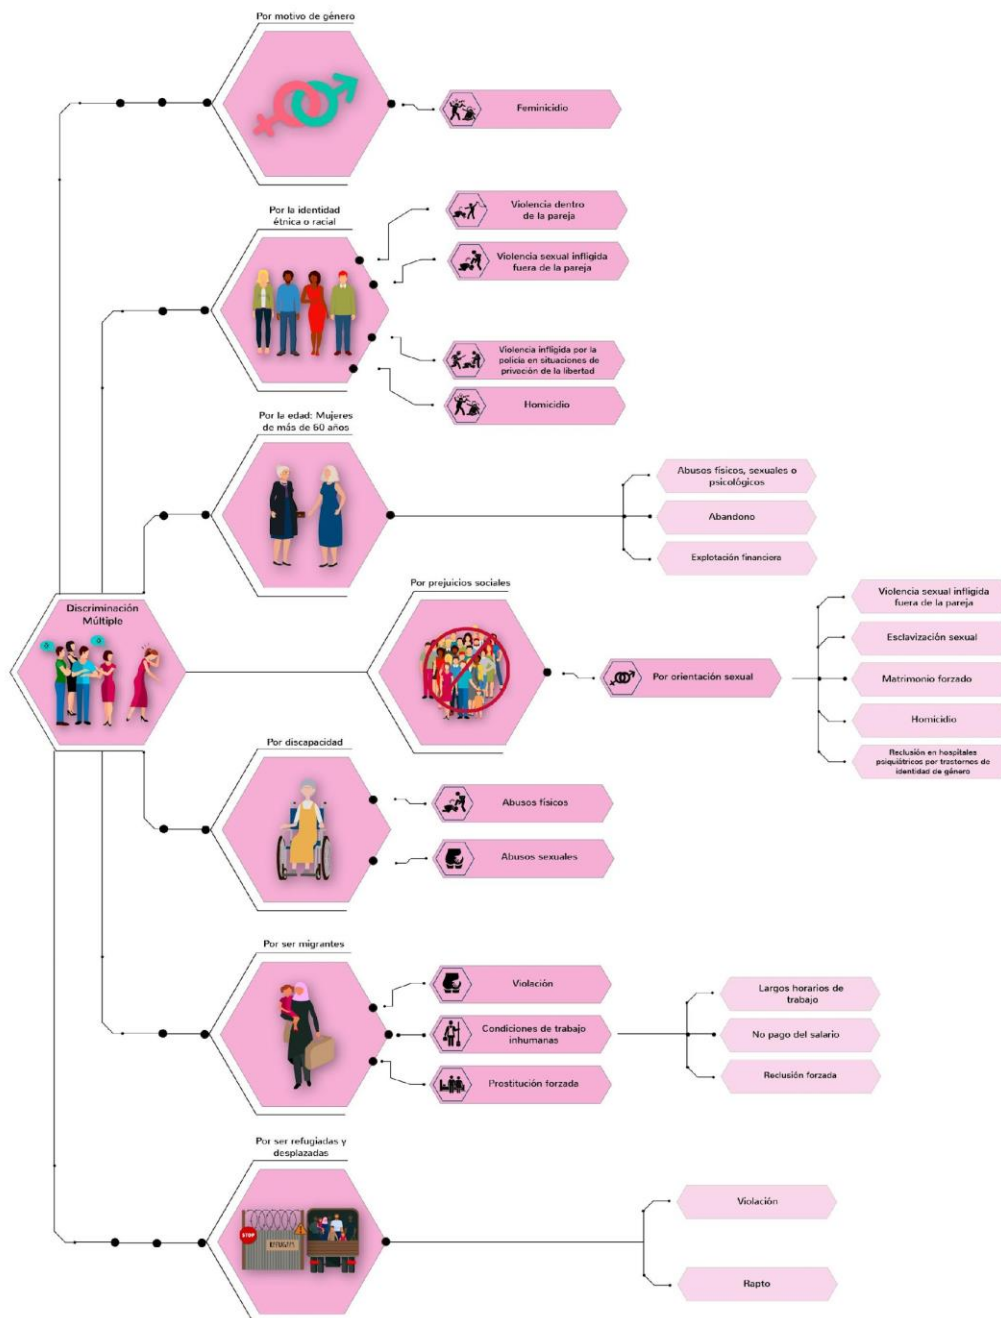 Por motivo de género
Feminicidio
Por la identidad
étnica o racial
Violencia dentro
de la pareja
Violencia sexual infligida
fuera de la pareja
Violencia infligida por la
policía en situaciones de
privación de la libertad
Homicidio
Por la edad: Mujeres
de más de 60 años
Abusos físicos, sexuales o
psicológicos
Abandono
Explotación financiera
Discriminación
Múltiple
Por prejuicios sociales
Por orientación sexual
Violencia sexual infligida
fuera de la pareja
Esclavización sexual
Matrimonio forzado
Homicidio
Reclusión en hospitales
psiquiátricos por trastornos de
identidad de género
Por discapacidad
Abusos físicos
Abusos sexuales
Por ser migrantes
Violación
Condiciones de trabajo
inhumanas
Prostitución forzada
Largos horarios de
trabajo
No pago del salario
Reclusión forzada
Por ser refugiadas y
desplazadas
STOP
REFUGEES
Violación
Rapto